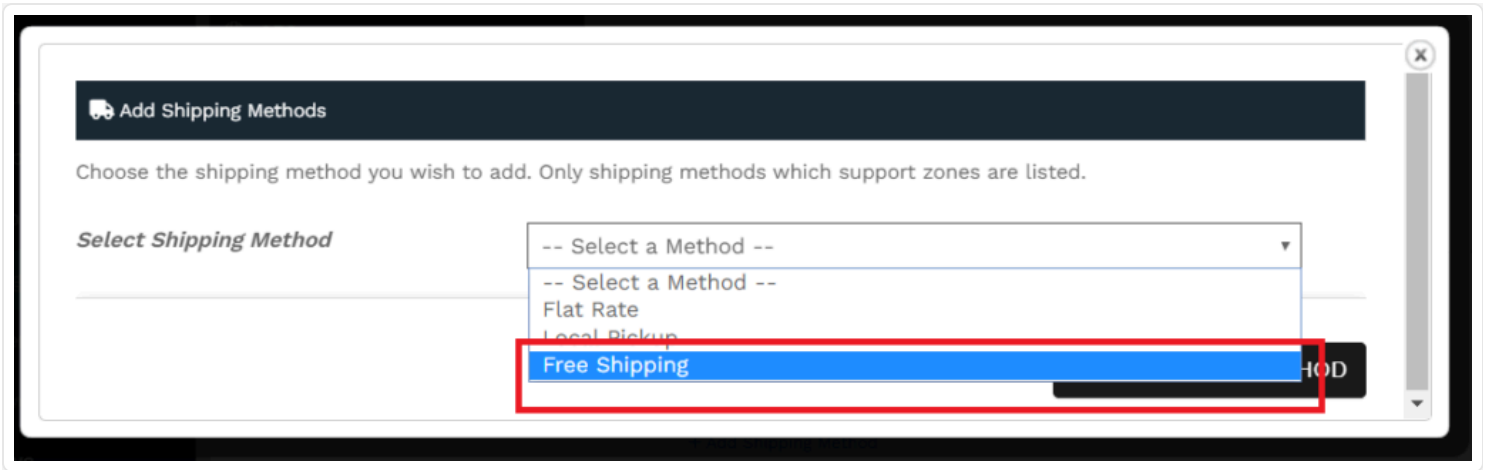 x
Add Shipping Methods
Choose the shipping method you wish to add. Only shipping methods which support zones are listed.
Select Shipping Method
-- Select a Method --
-- Select a Method --
Flat Rate
Local Pickup
Free Shipping